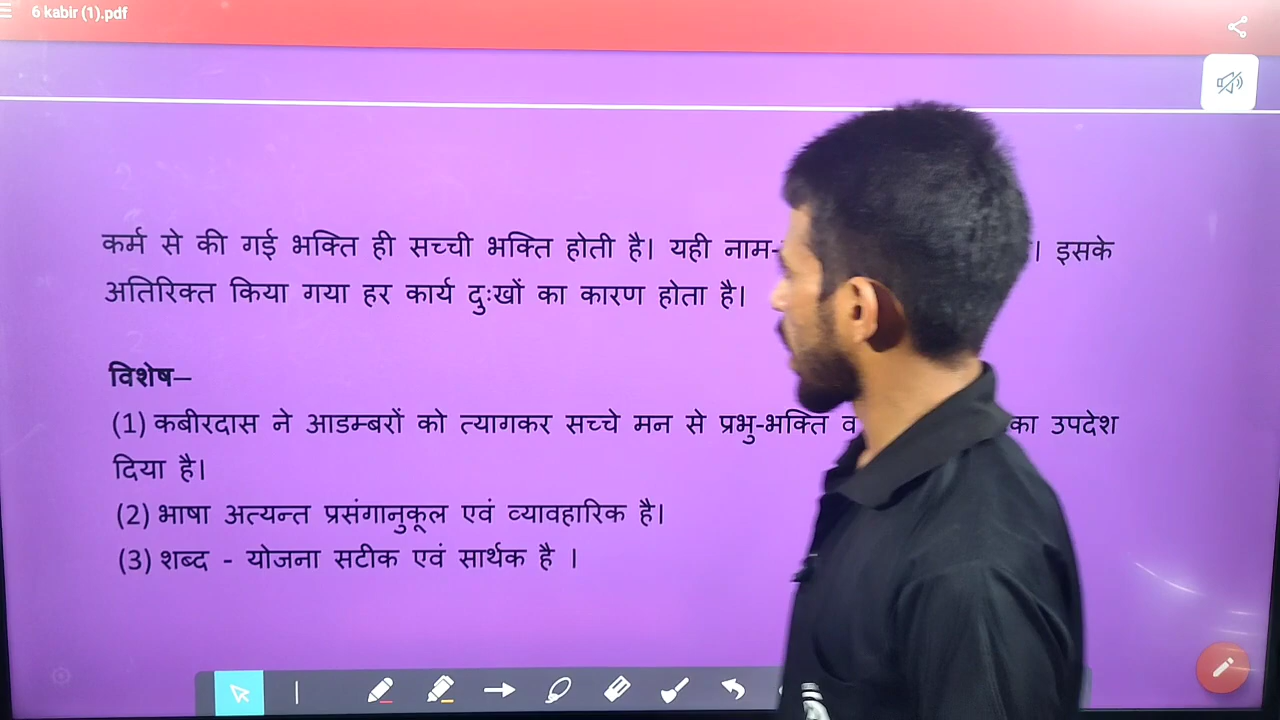 6 kabir (1).pdf
कर्म से की गई भक्ति ही सच्ची भक्ति होती है। यही नाम- । इसके
अतिरिक्त किया गया हर कार्य दुःखों का कारण होता है।
विशेष–
(1) कबीरदास ने आडम्बरों को त्यागकर सच्चे मन से प्रभु-भक्ति का उपदेश
दिया है।
(2) भाषा अत्यन्त प्रसंगानुकूल एवं व्यावहारिक है।
(3) शब्द - योजना सटीक एवं सार्थक है ।